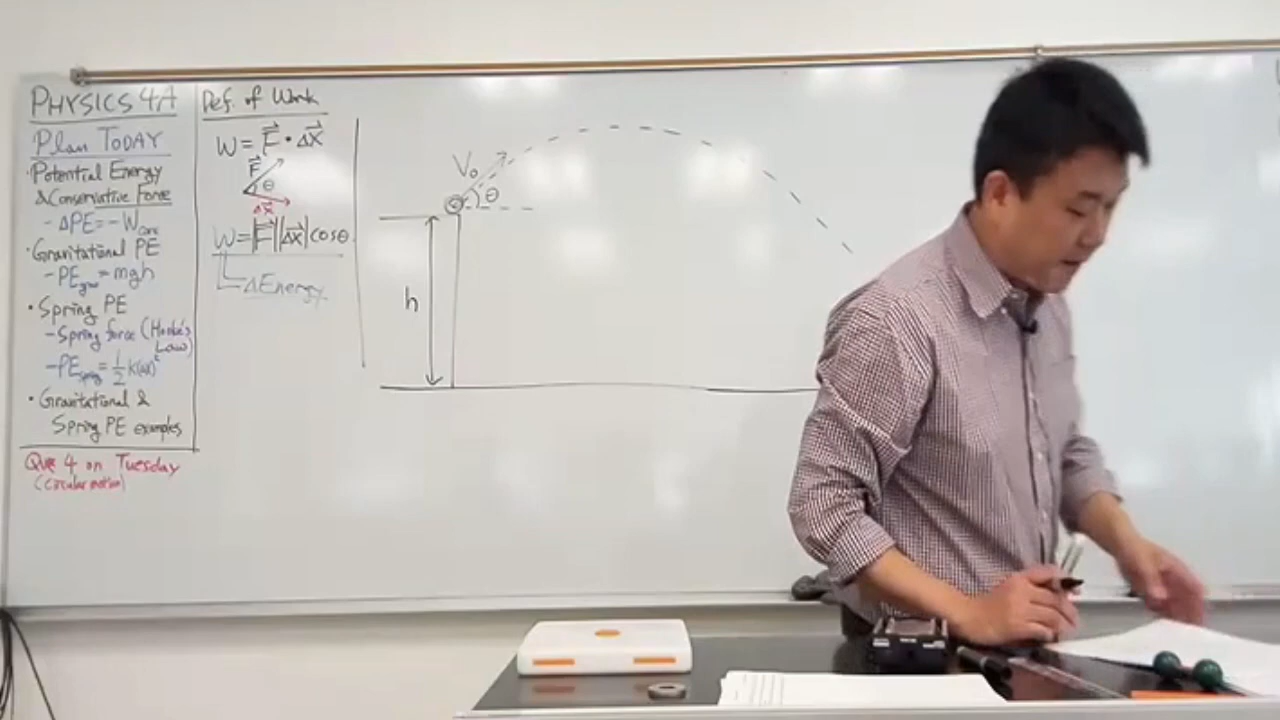 PHYSICS 4A
Plan TODAY
· Potential Energy
& Conservative Force
- ΔPE = - W_cons
· Gravitational PE
- PE_grav = mgh
· Spring PE
- Spring force (Hooke's
Law)
- PE_spring = 1/2 k(Δx)²
· Gravitational &
Spring PE examples
4 on Tuesday
(Circular motion)
Def. of Work
W = F⃗ · Δx⃗
F⃗
θ
Δx⃗
W = |F⃗||Δx⃗| cosθ
ΔEnergy
V₀
θ
h